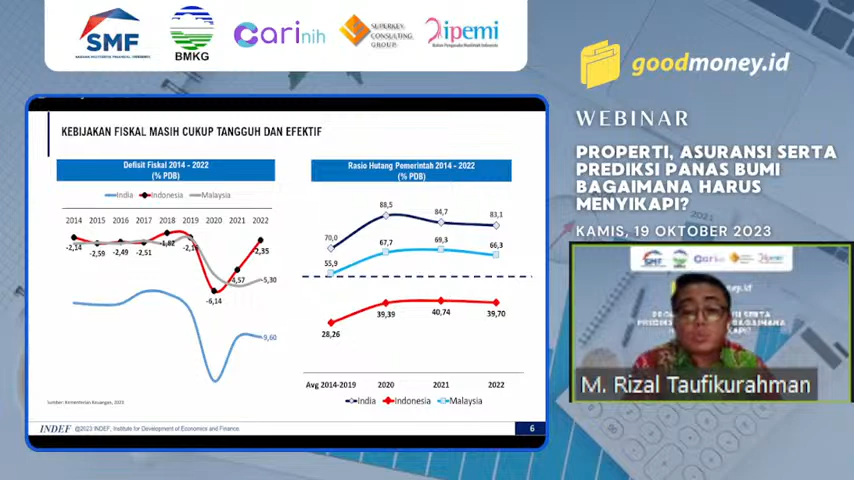 SMF
BMKG
Carinih
SUPERKEY
CONSULTING
GROUP
Dipemi
goodmoney.id
WEBINAR
PROPERTI, ASURANSI SERTA
PREDIKSI PANAS BUMI
BAGAIMANA HARUS
MENYIKAPI?
KAMIS, 19 OKTOBER 2023
KEBIJAKAN FISKAL MASIH CUKUP TANGGUH DAN EFEKTIF
Defisit Fiskal 2014 - 2022
(% PDB)
India Indonesia Malaysia
2014 2015 2016 2017 2018 2019 2020 2021 2022
-2,14 -2,59 -2,49 -2,51 -1,82
-6,14 -4,57 -2,35
-5,30
-9,60
Sumber: Kementerian Keuangan, 2023
Rasio Hutang Pemerintah 2014 - 2022
(% PDB)
70,0 88,5 84,7 83,1
55,9 67,7 69,3 66,3
28,26 39,39 40,74 39,70
Avg 2014-2019 2020 2021 2022
India Indonesia Malaysia
INDEF @2023 INDEF, Institute for Development of Economics and Finance. 6
M. Rizal Taufikurahman